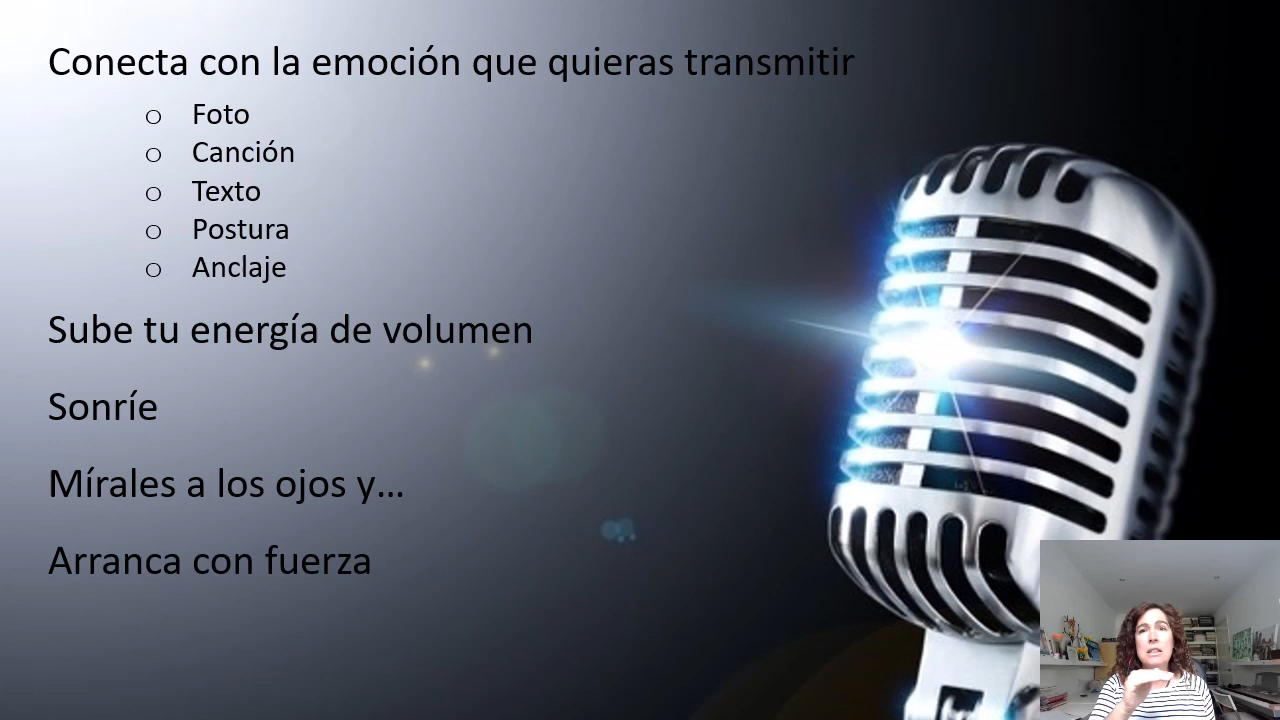 Conecta con la emoción que quieras transmitir
o Foto
o Canción
o Texto
o Postura
o Anclaje
Sube tu energía de volumen
Sonríe
Mírales a los ojos y...
Arranca con fuerza